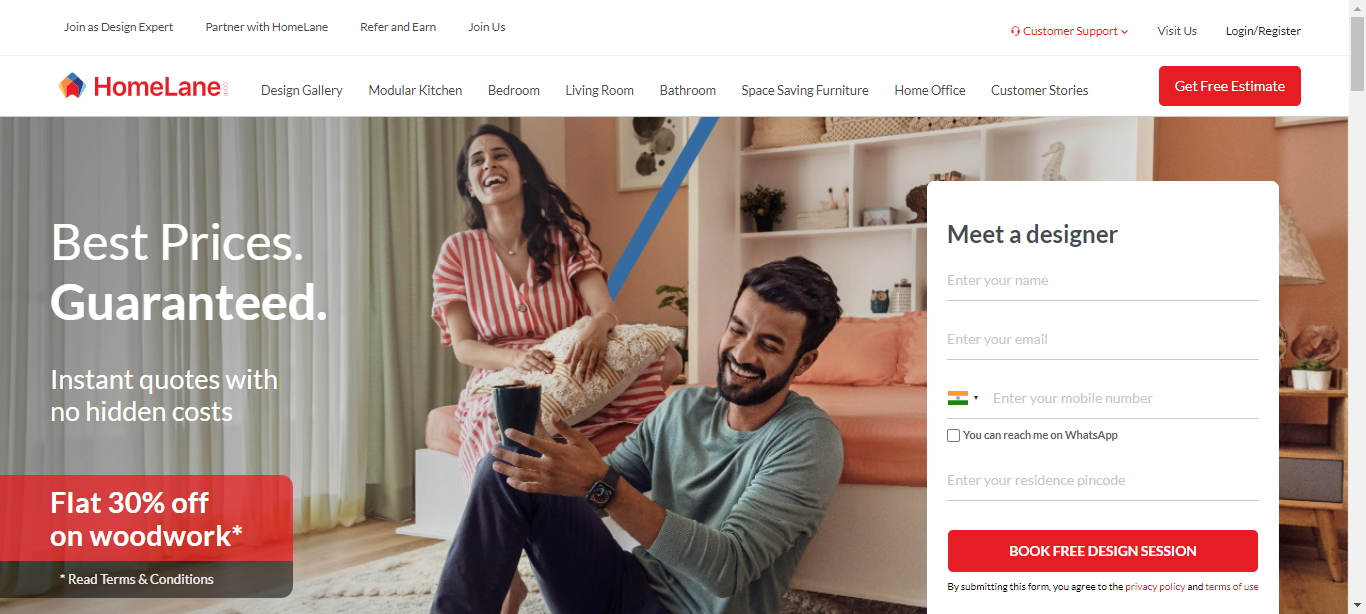 Join as Design Expert
Partner with HomeLane
Refer and Earn
Join Us
Customer Support
Visit Us
Login/Register
HomeLane
Design Gallery
Modular Kitchen
Bedroom
Living Room
Bathroom
Space Saving Furniture
Home Office
Customer Stories
Get Free Estimate
Best Prices.
Guaranteed.
Instant quotes with
no hidden costs
Flat 30% off
on woodwork*
* Read Terms & Conditions
Meet a designer
Enter your name
Enter your email
Enter your mobile number
You can reach me on WhatsApp
Enter your residence pincode
BOOK FREE DESIGN SESSION
By submitting this form, you agree to the privacy policy and terms of use